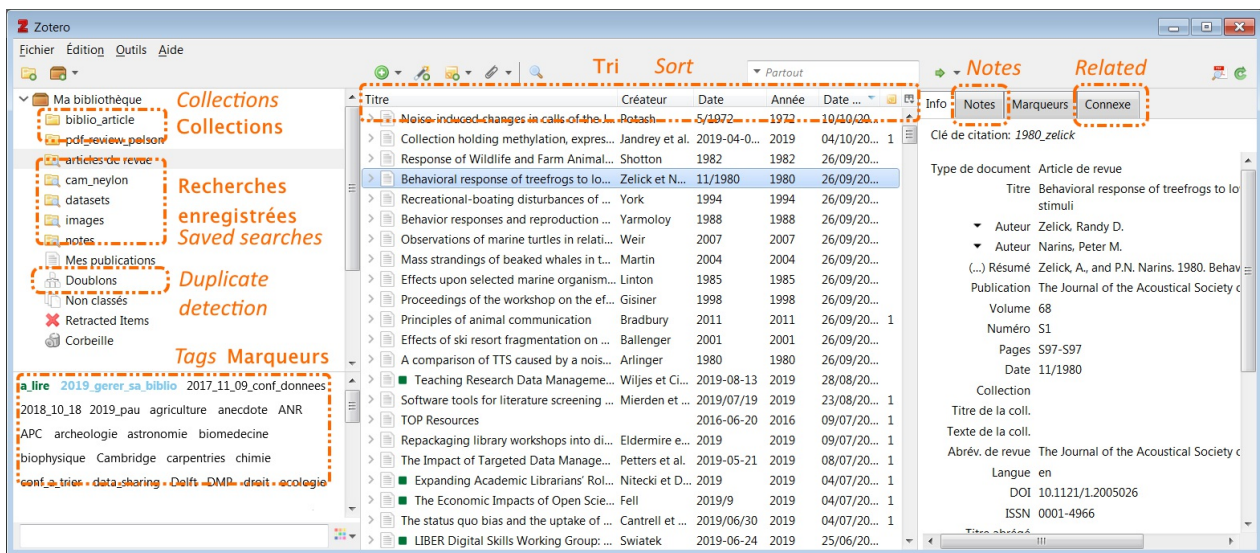 Zotero
Fichier Édition Outils Aide
Tri Sort
Partout
Notes Related
Ma bibliothèque
biblio_article
pdf_review_polson
articles de revue
cam_neylon
datasets
images
notes
Mes publications
Doublons
Non classés
Retracted Items
Corbeille
Collections
Collections
Recherches
enregistrées
Saved searches
Duplicate
detection
Tags Marqueurs
a_lire 2019_gerer_sa_biblio 2017_11_09_conf_donnees
2018_10_18 2019_pau agriculture anecdote ANR
APC archeologie astronomie biomedecine
biophysique Cambridge carpentries chimie
conf_a_trier data_sharing Delft DMP droit ecologie
Titre Créateur Date Année Date ...
Noise-induced changes in calls of the J... Potash 5/1972 1972 10/10/20...
Collection holding methylation, expres... Jandrey et al. 2019-04-0... 2019 04/10/20... 1
Response of Wildlife and Farm Animal... Shotton 1982 1982 26/09/20...
Behavioral response of treefrogs to lo... Zelick et N... 11/1980 1980 26/09/20...
Recreational-boating disturbances of ... York 1994 1994 26/09/20...
Behavior responses and reproduction ... Yarmoloy 1988 1988 26/09/20...
Observations of marine turtles in relati... Weir 2007 2007 26/09/20...
Mass strandings of beaked whales in t... Martin 2004 2004 26/09/20...
Effects upon selected marine organism... Linton 1985 1985 26/09/20...
Proceedings of the workshop on the ef... Gisiner 1998 1998 26/09/20...
Principles of animal communication Bradbury 2011 2011 26/09/20... 1
Effects of ski resort fragmentation on ... Ballenger 2001 2001 26/09/20...
A comparison of TTS caused by a nois... Arlinger 1980 1980 26/09/20...
Teaching Research Data Manageme... Wiljes et Ci... 2019-08-13 2019 28/08/20...
Software tools for literature screening ... Mierden et ... 2019/07/19 2019 23/08/20... 1
TOP Resources 2016-06-20 2016 09/07/20... 1
Repackaging library workshops into di... Eldermire e... 2019 2019 09/07/20... 1
The Impact of Targeted Data Manage... Petters et al. 2019-05-21 2019 08/07/20... 1
Expanding Academic Librarians' Rol... Nitecki et D... 2019 2019 04/07/20... 1
The Economic Impacts of Open Scie... Fell 2019/9 2019 04/07/20... 1
The status quo bias and the uptake of ... Cantrell et ... 2019/06/30 2019 04/07/20... 1
LIBER Digital Skills Working Group: ... Swiatek 2019-06-24 2019 25/06/20...
Info Notes Marqueurs Connexe
Clé de citation: 1980_zelick
Type de document Article de revue
Titre Behavioral response of treefrogs to lo
stimuli
Auteur Zelick, Randy D.
Auteur Narins, Peter M.
(...) Résumé Zelick, A., and P.N. Narins. 1980. Behav
Publication The Journal of the Acoustical Society o
Volume 68
Numéro S1
Pages S97-S97
Date 11/1980
Collection
Titre de la coll.
Texte de la coll.
Abrév. de revue The Journal of the Acoustical Society o
Langue en
DOI 10.1121/1.2005026
ISSN 0001-4966
Titre abrégé